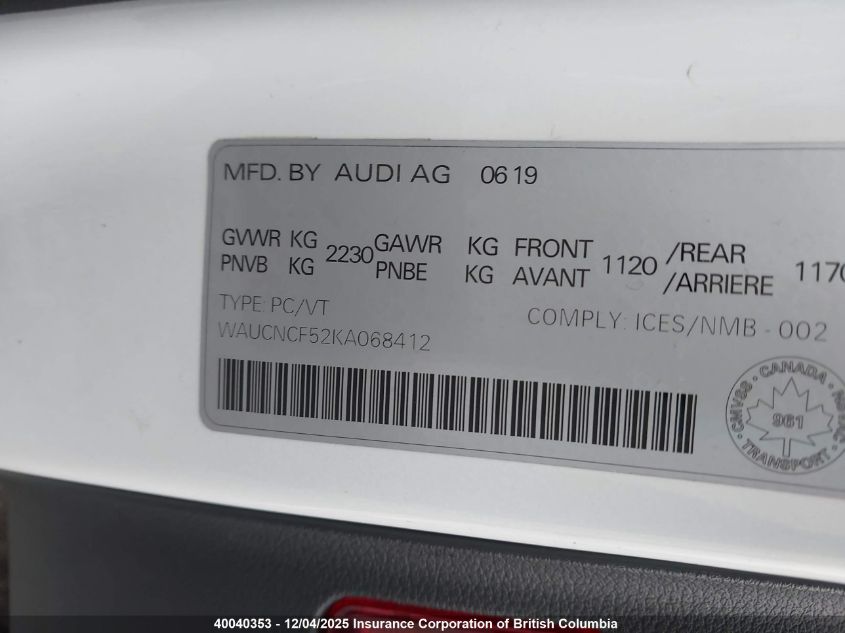 MFD. BY AUDI AG 0619
GVWR KG 2230 GAWR KG FRONT 1120 /REAR 1170
PNVB KG PNBE KG AVANT /ARRIERE
TYPE: PC/VT
COMPLY: ICES/NMB-002
WAUCNCF52KA068412
CANADA
CMVSS
961
TRANSPORT
40040353 - 12/04/2025 Insurance Corporation of British Columbia